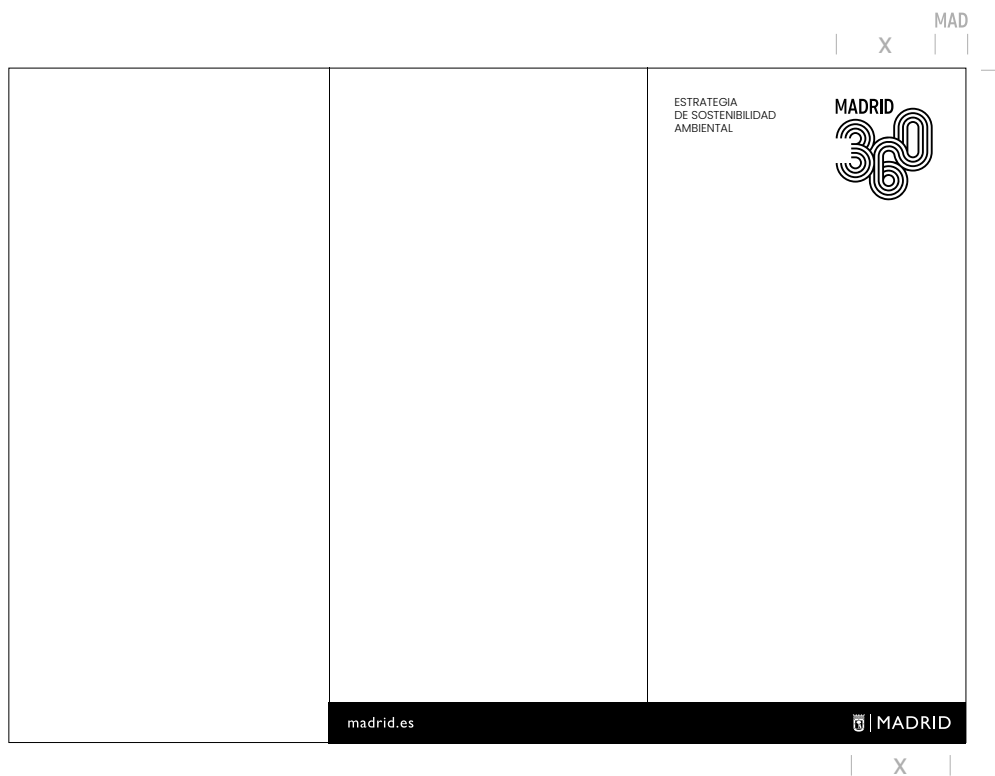 MAD
X
ESTRATEGIA
DE SOSTENIBILIDAD
AMBIENTAL
MADRID
360
madrid.es
MADRID
X